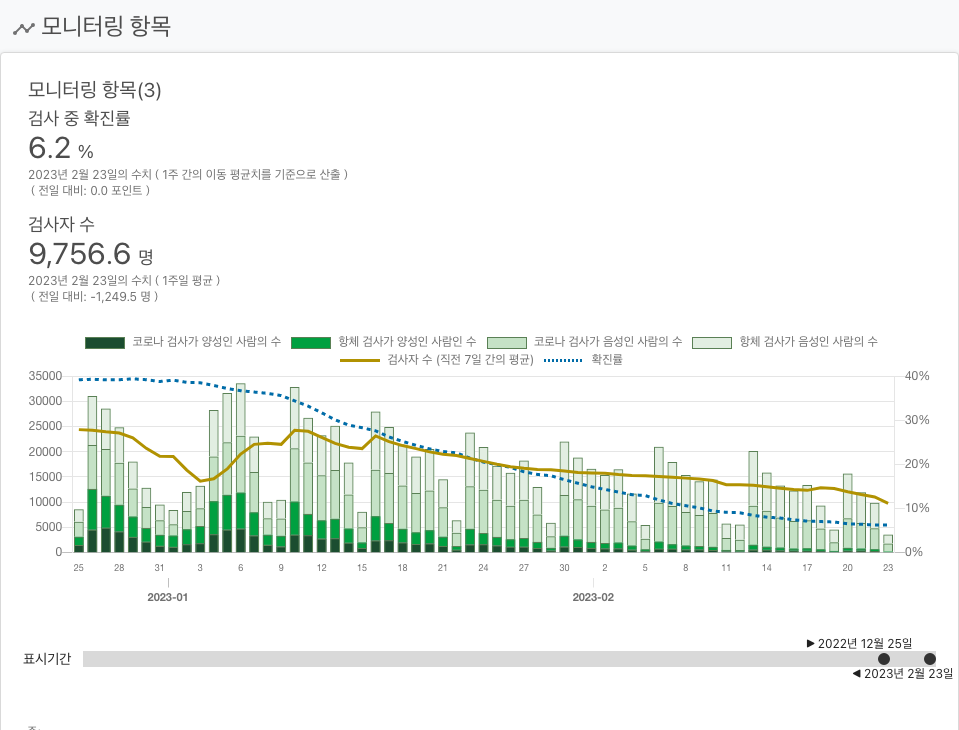 모니터링 항목
모니터링 항목(3)
검사 중 확진률
6.2 %
2023년 2월 23일의 수치 ( 1주 간의 이동 평균치를 기준으로 산출 )
( 전일 대비: 0.0 포인트 )
검사자 수
9,756.6 명
2023년 2월 23일의 수치 ( 1주일 평균 )
( 전일 대비: -1,249.5 명 )
코로나 검사가 양성인 사람의 수 항체 검사가 양성인 사람인 수 코로나 검사가 음성인 사람의 수 항체 검사가 음성인 사람의 수
검사자 수 (직전 7일 간의 평균) 확진률
35000 40%
30000
25000 30%
20000 20%
15000
10000 10%
5000
0 0%
25 28 31 3 6 9 12 15 18 21 24 27 30 2 5 8 11 14 17 20 23
2023-01 2023-02
▶ 2022년 12월 25일
표시기간
◀ 2023년 2월 23일